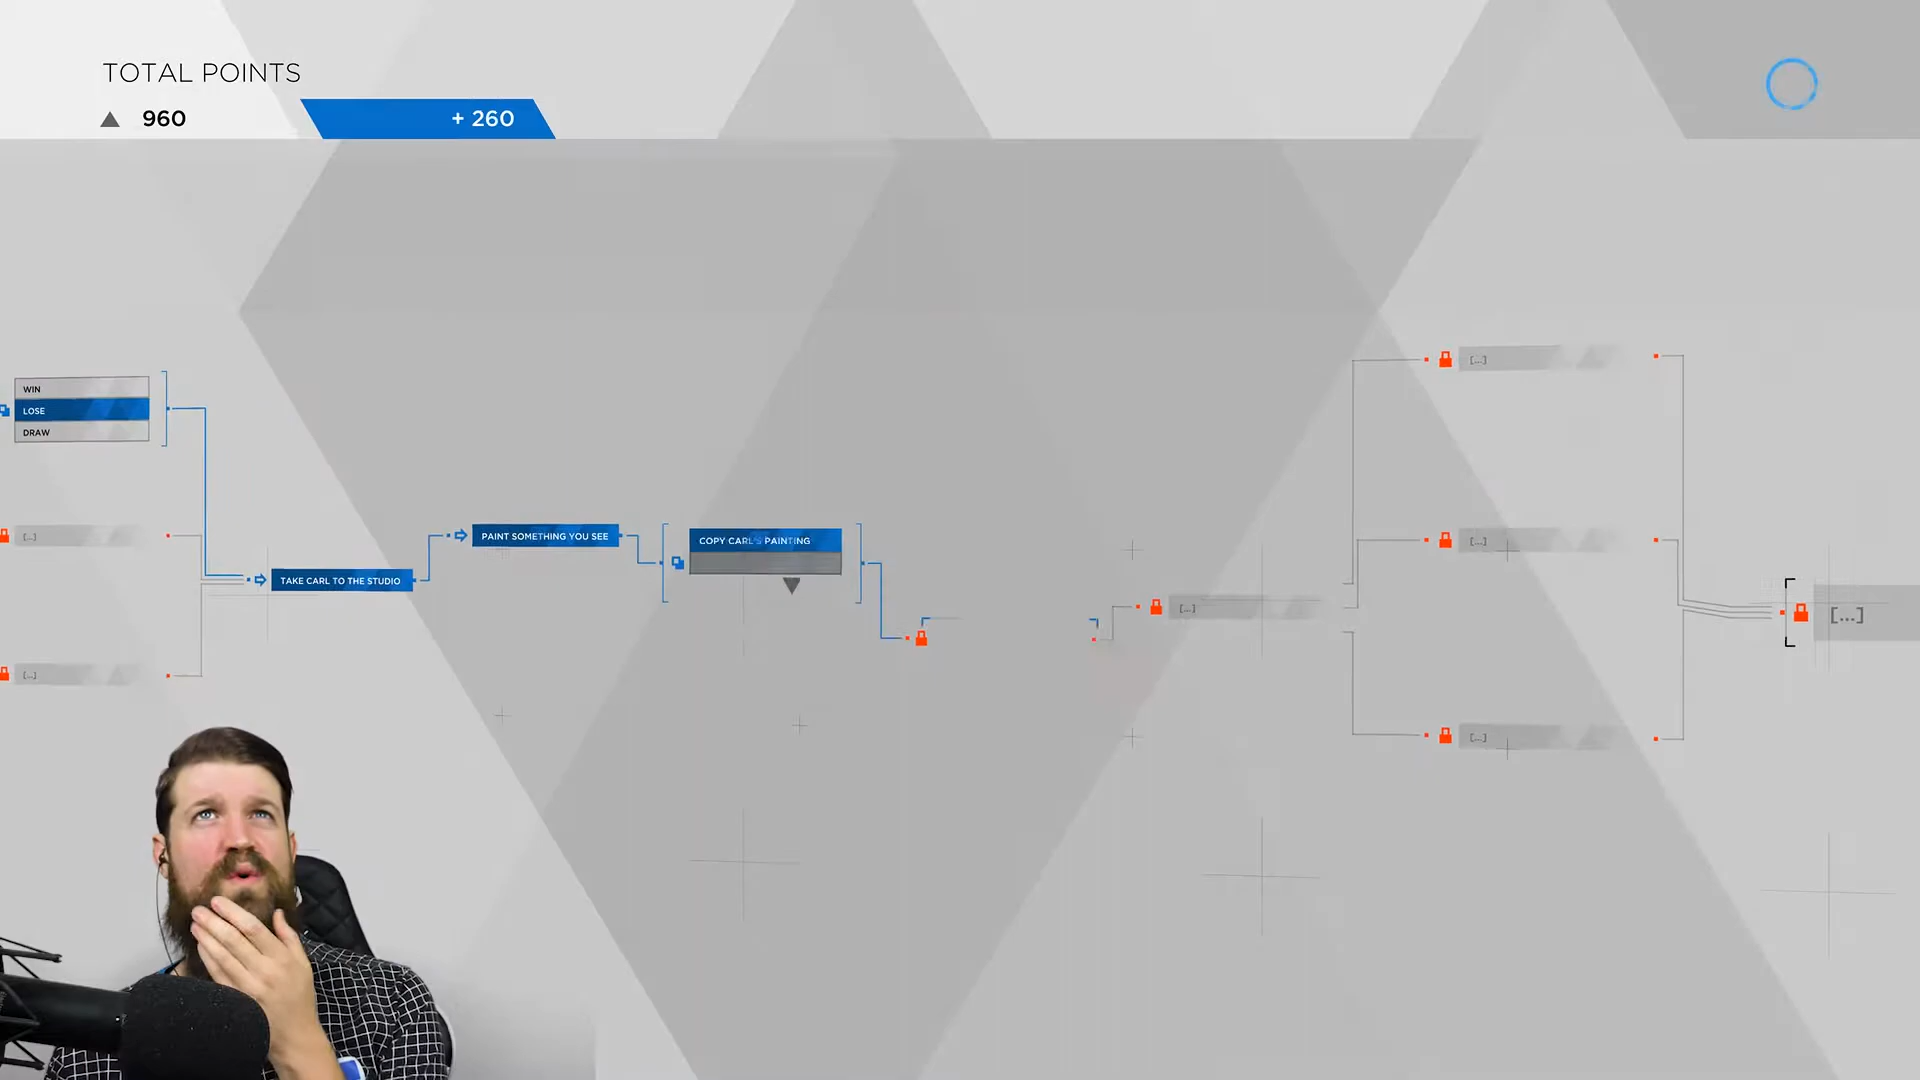 TOTAL POINTS
960
+ 260
WIN
LOSE
DRAW
[...]
[...]
TAKE CARL TO THE STUDIO
PAINT SOMETHING YOU SEE
COPY CARL'S PAINTING
[...]
[...]
[...]
[...]
[...]